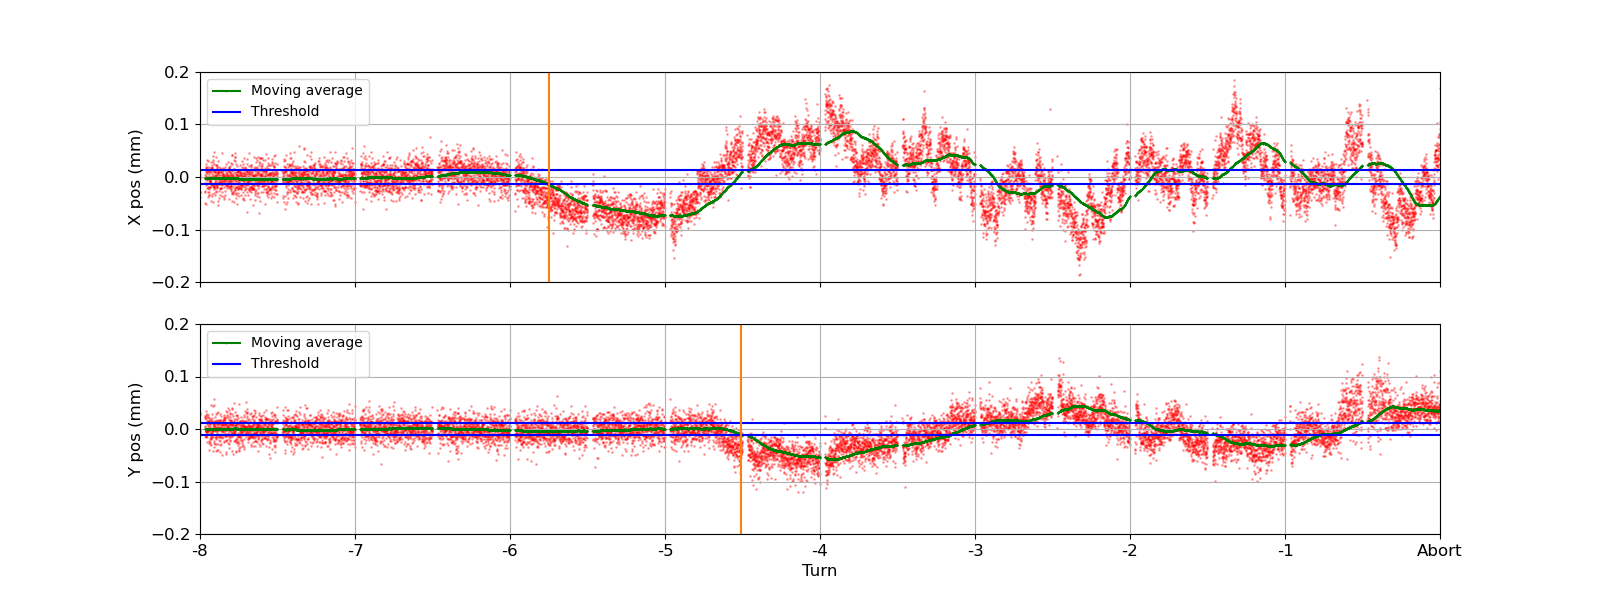 0.2
0.1
0.0
−0.1
−0.2
X pos (mm)
Moving average
Threshold
0.2
0.1
0.0
−0.1
−0.2
Y pos (mm)
Moving average
Threshold
-8 -7 -6 -5 -4 -3 -2 -1 Abort
Turn